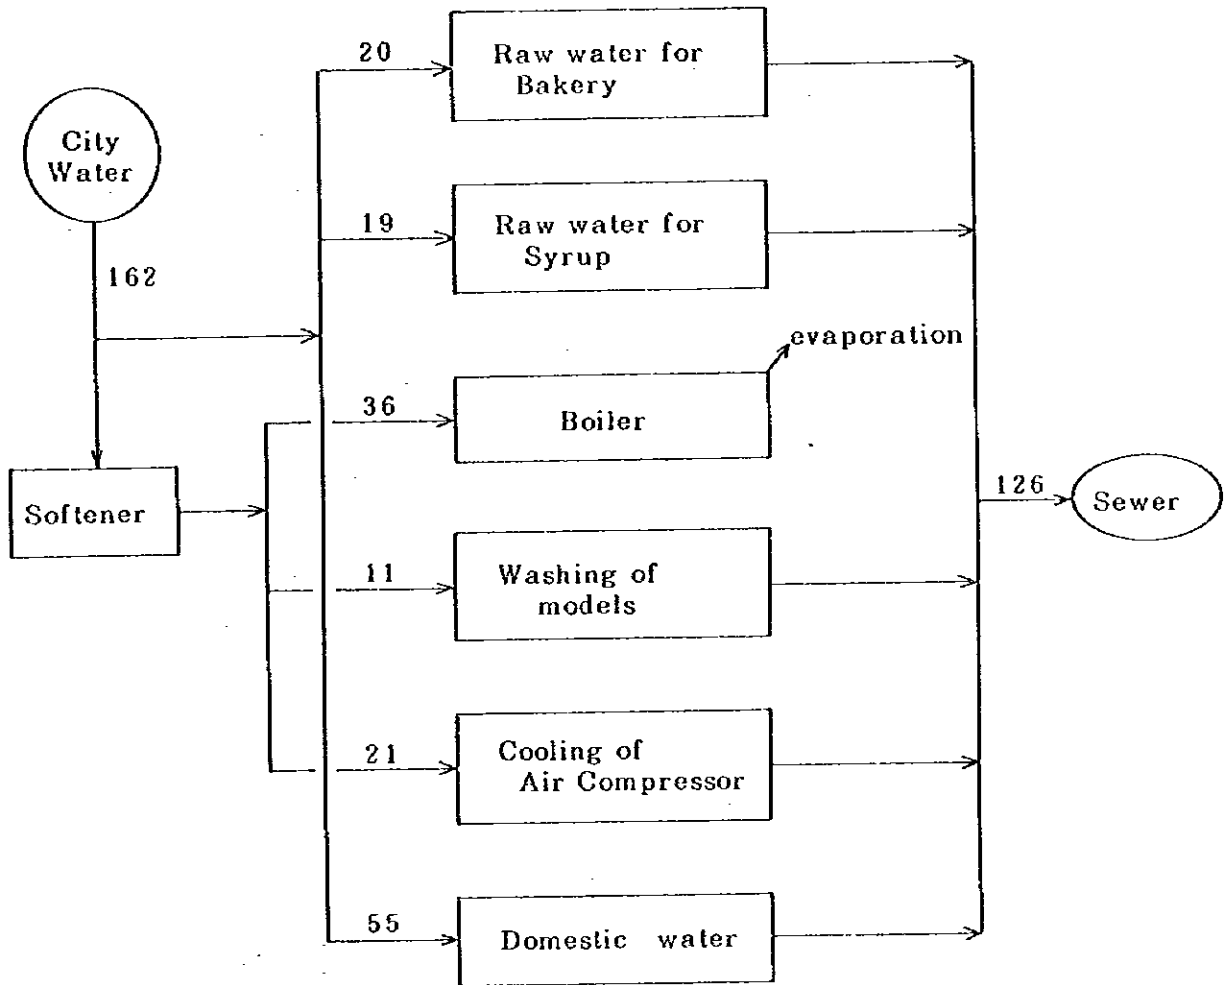 20
Raw water for
Bakery
City
Water
19
Raw water for
Syrup
162
evaporation
36
Boiler
126
Sewer
Softener
11
Washing of
models
21
Cooling of
Air Compressor
55
Domestic water